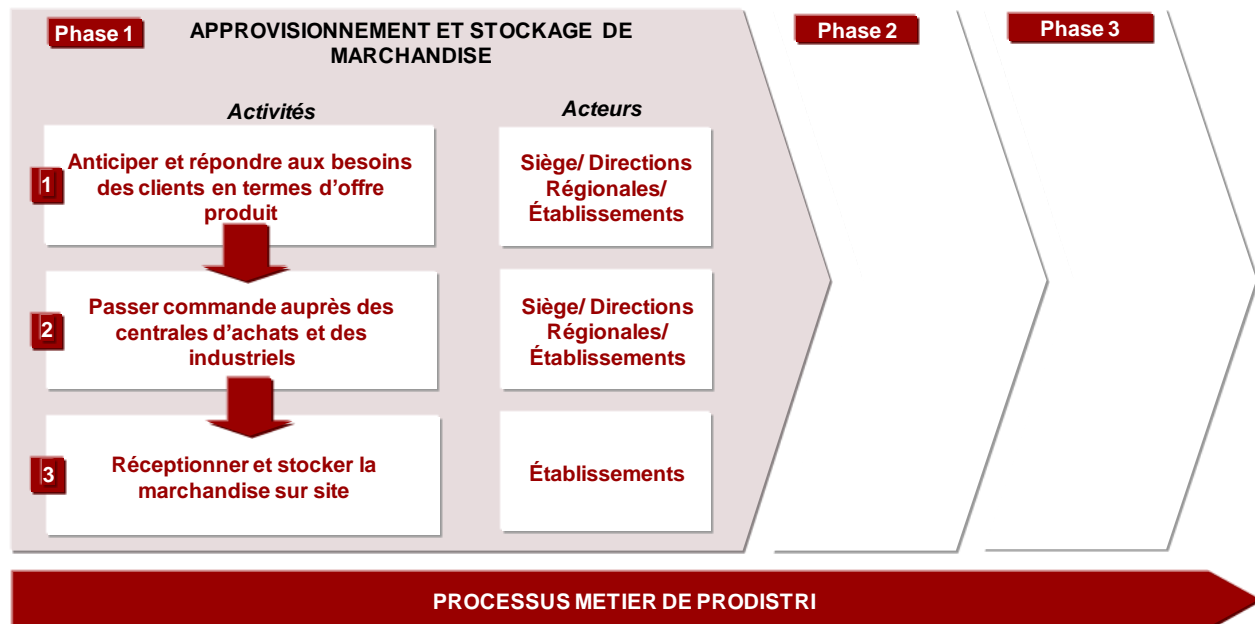 Phase 1
APPROVISIONNEMENT ET STOCKAGE DE
MARCHANDISE
Phase 2
Phase 3
Activités
Acteurs
1
Anticiper et répondre aux besoins
des clients en termes d'offre
produit
Siège/ Directions
Régionales/
Établissements
2
Passer commande auprès des
centrales d'achats et des
industriels
Siège/ Directions
Régionales/
Établissements
3
Réceptionner et stocker la
marchandise sur site
Établissements
PROCESSUS METIER DE PRODISTRI